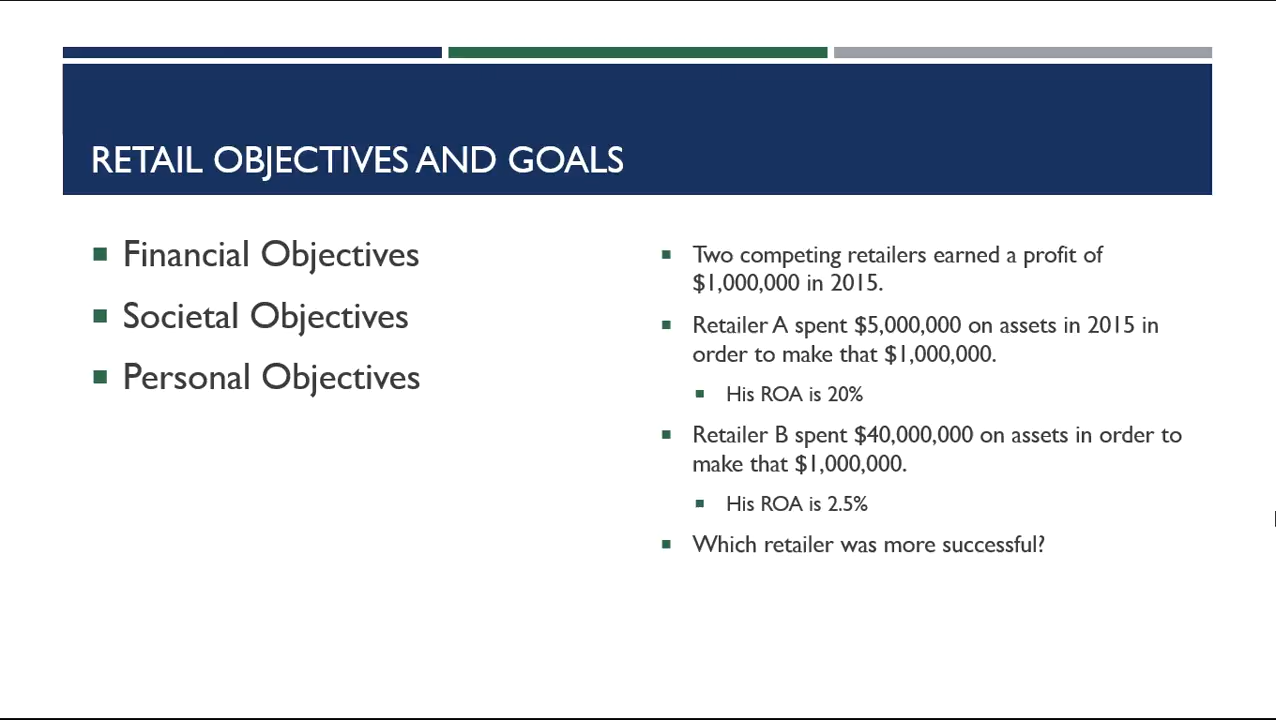 RETAIL OBJECTIVES AND GOALS
Financial Objectives
Societal Objectives
Personal Objectives
Two competing retailers earned a profit of
$1,000,000 in 2015.
Retailer A spent $5,000,000 on assets in 2015 in
order to make that $1,000,000.
His ROA is 20%
Retailer B spent $40,000,000 on assets in order to
make that $1,000,000.
His ROA is 2.5%
Which retailer was more successful?